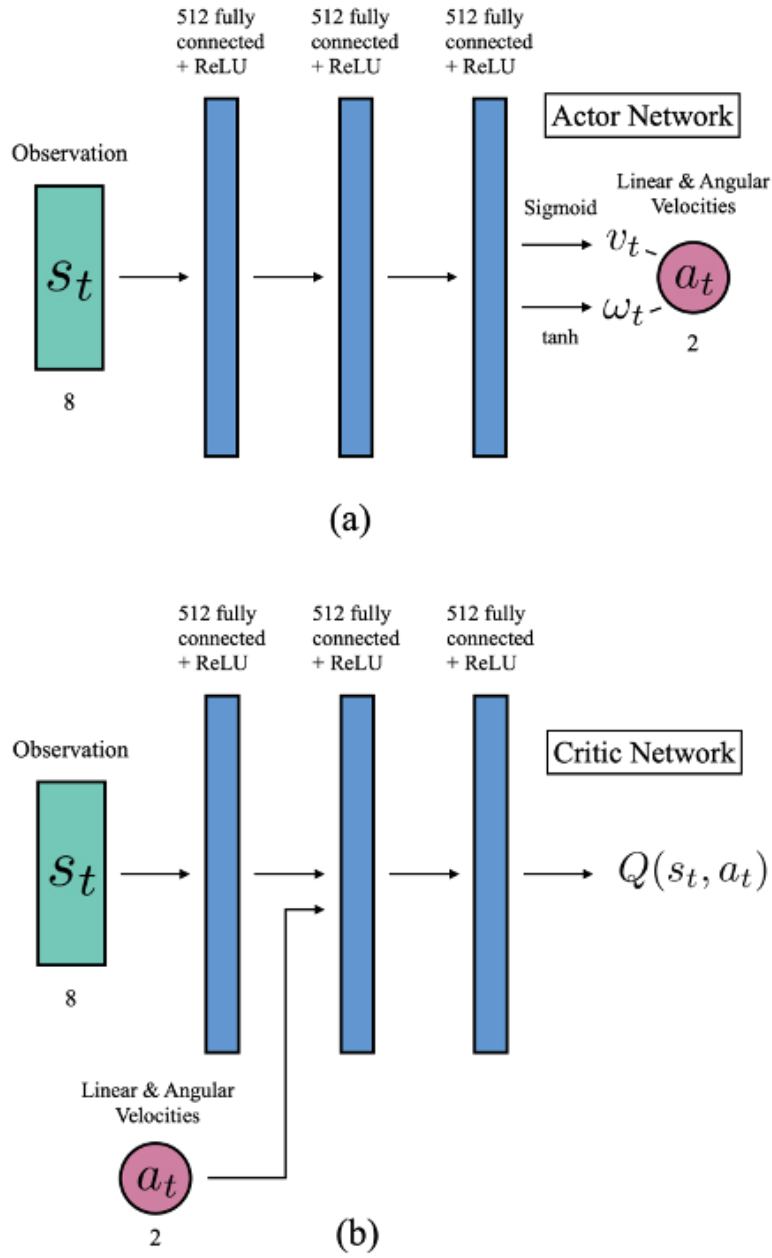 512 fully
connected
+ ReLU
512 fully
connected
+ ReLU
512 fully
connected
+ ReLU
Actor Network
Observation
Linear & Angular
Velocities
Sigmoid
s_t
v_t
a_t
ω_t
tanh
2
8
(a)
512 fully
connected
+ ReLU
512 fully
connected
+ ReLU
512 fully
connected
+ ReLU
Critic Network
Observation
s_t
Q(s_t, a_t)
8
Linear & Angular
Velocities
a_t
2
(b)